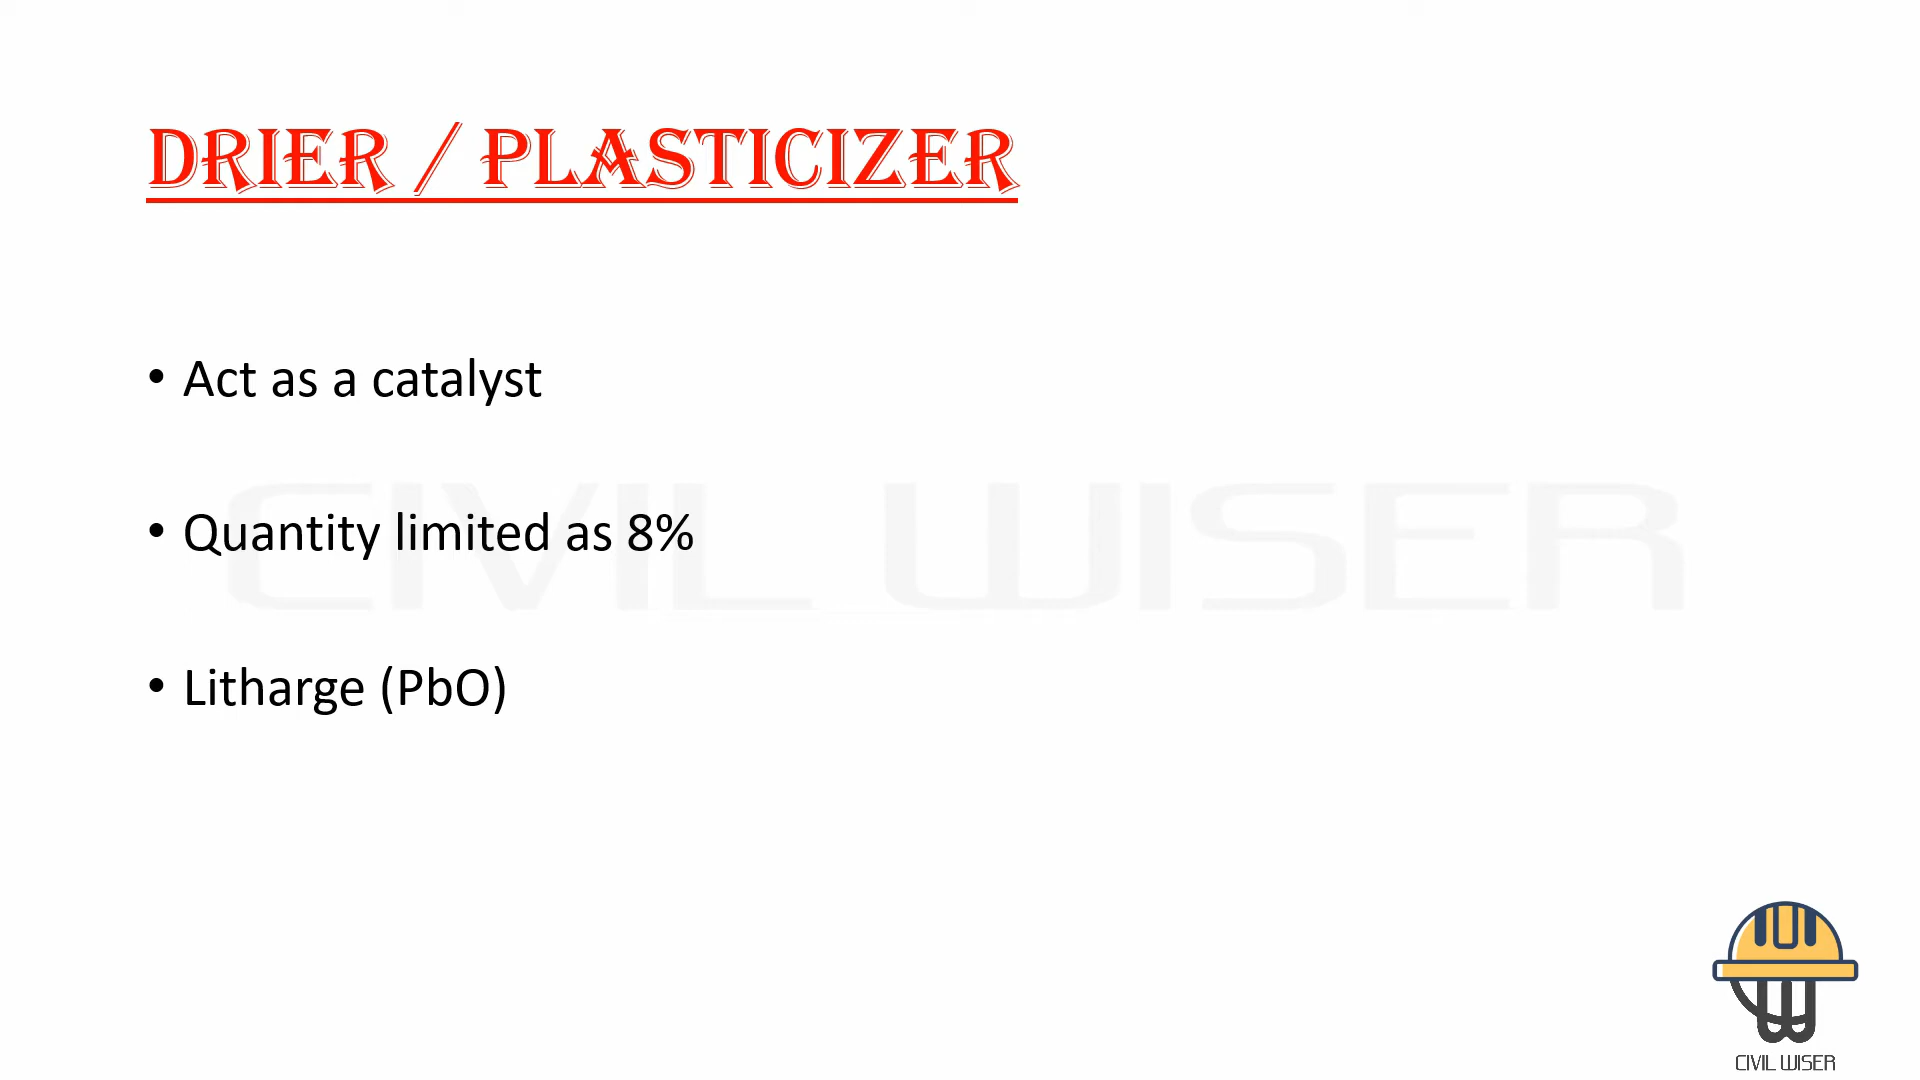 DRIER / PLASTICIZER
• Act as a catalyst
• Quantity limited as 8%
CIVIL WISER
• Litharge (PbO)
CIVIL WISER